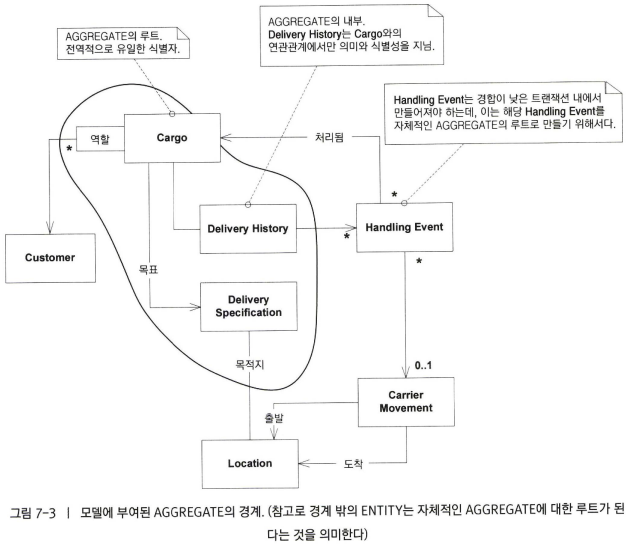 AGGREGATE의 루트.
전역적으로 유일한 식별자.
AGGREGATE의 내부.
Delivery History는 Cargo와의
연관관계에서만 의미와 식별성을 지님.
Handling Event는 경합이 낮은 트랜잭션 내에서
만들어져야 하는데, 이는 해당 Handling Event를
자체적인 AGGREGATE의 루트로 만들기 위해서다.
역할
*
Cargo
처리됨
*
Customer
Delivery History
*
Handling Event
*
목표
Delivery
Specification
목적지
0..1
Carrier
Movement
출발
Location
도착
그림 7-3 | 모델에 부여된 AGGREGATE의 경계. (참고로 경계 밖의 ENTITY는 자체적인 AGGREGATE에 대한 루트가 된
다는 것을 의미한다)